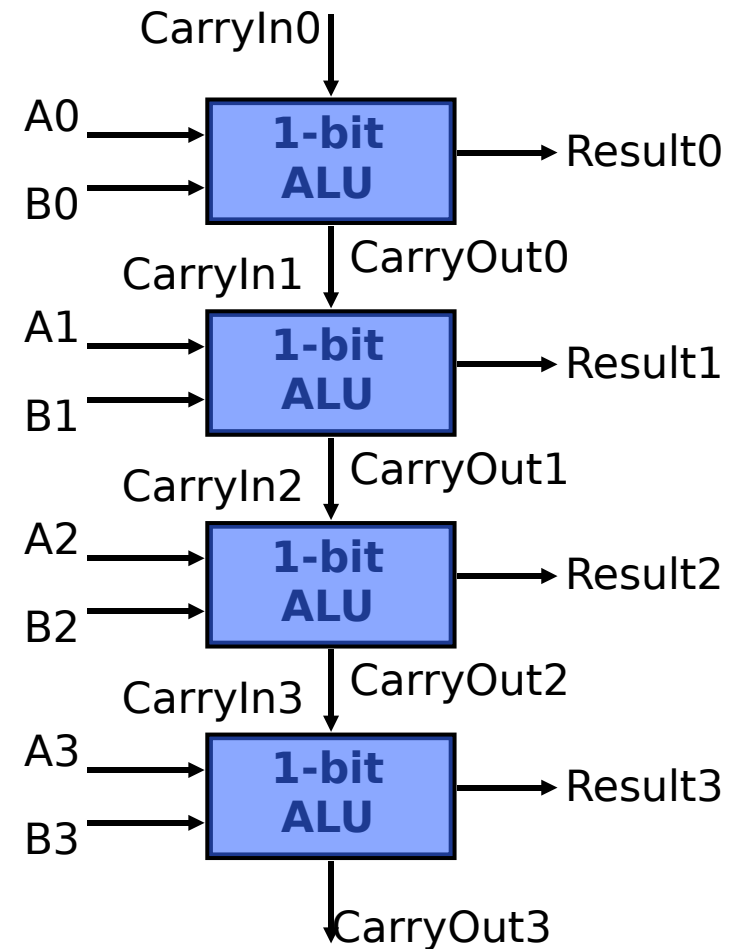 CarryIn0
A0
1-bit
ALU
B0
Result0
CarryIn1
CarryOut0
A1
1-bit
ALU
B1
Result1
CarryIn2
CarryOut1
A2
1-bit
ALU
B2
Result2
CarryIn3
CarryOut2
A3
1-bit
ALU
B3
Result3
CarryOut3